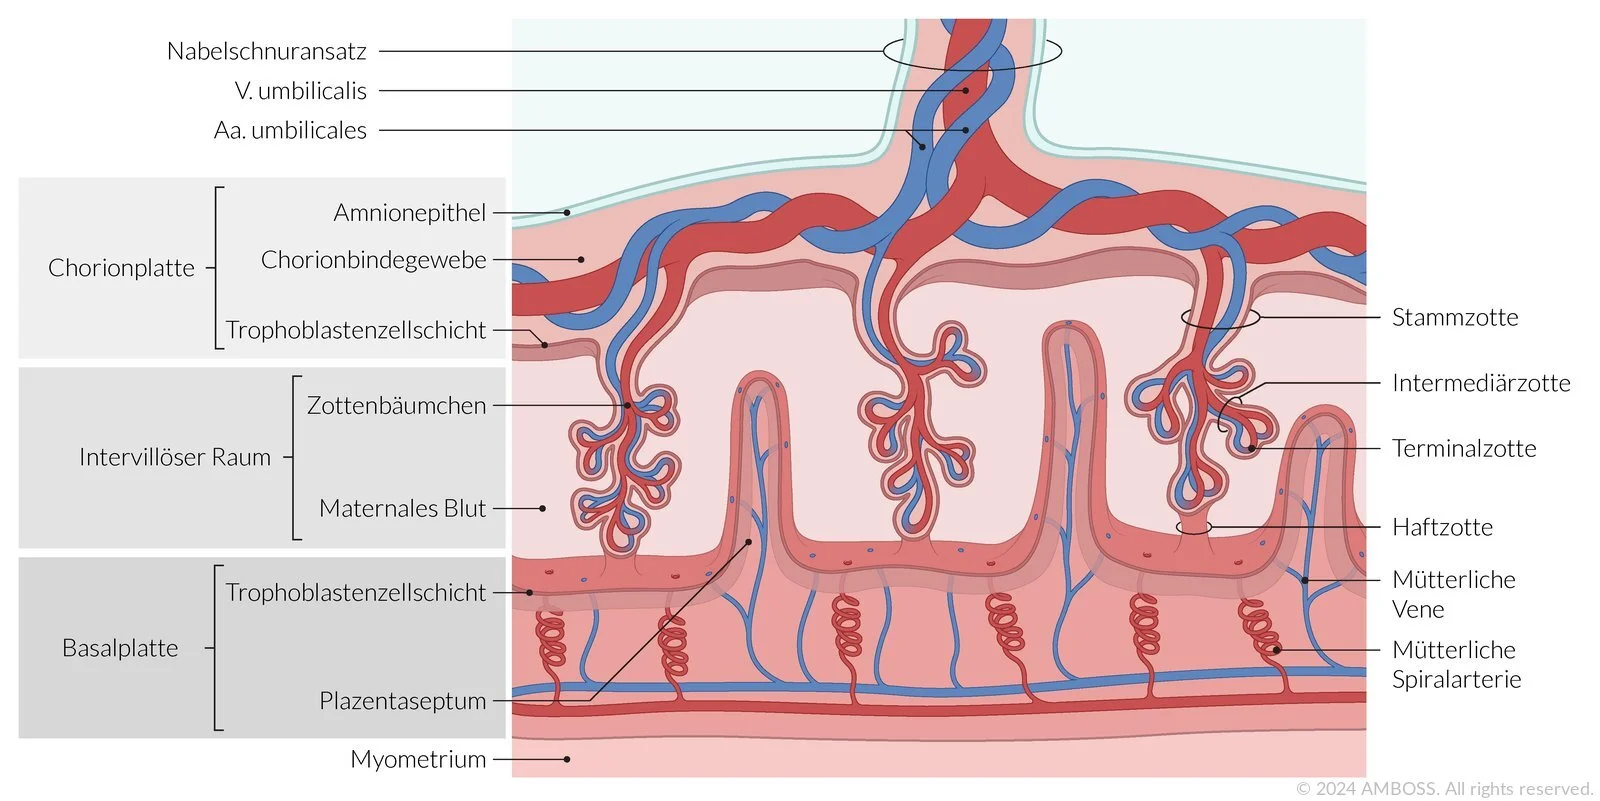 Nabelschnuransatz
V. umbilicalis
Aa. umbilicales
Chorionplatte
Amnionepithel
Chorionbindegewebe
Trophoblastenzellschicht
Intervillöser Raum
Zottenbäumchen
Maternales Blut
Basalplatte
Trophoblastenzellschicht
Plazentaseptum
Myometrium
Stammzotte
Intermediärzotte
Terminalzotte
Haftzotte
Mütterliche
Vene
Mütterliche
Spiralarterie
© 2024 AMBOSS. All rights reserved.